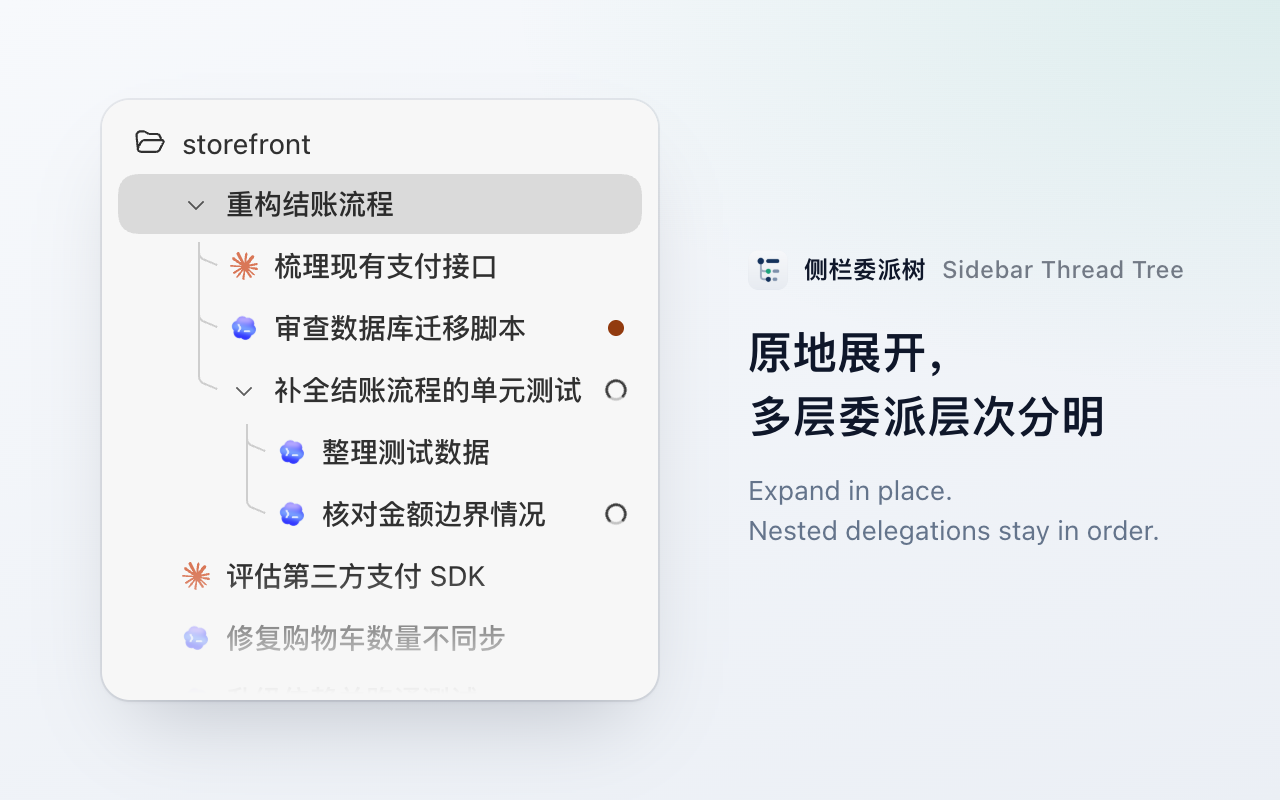 storefront
重构结账流程
梳理现有支付接口
审查数据库迁移脚本
补全结账流程的单元测试
整理测试数据
核对金额边界情况
评估第三方支付 SDK
修复购物车数量不同步
侧栏委派树 Sidebar Thread Tree
原地展开，
多层委派层次分明
Expand in place.
Nested delegations stay in order.